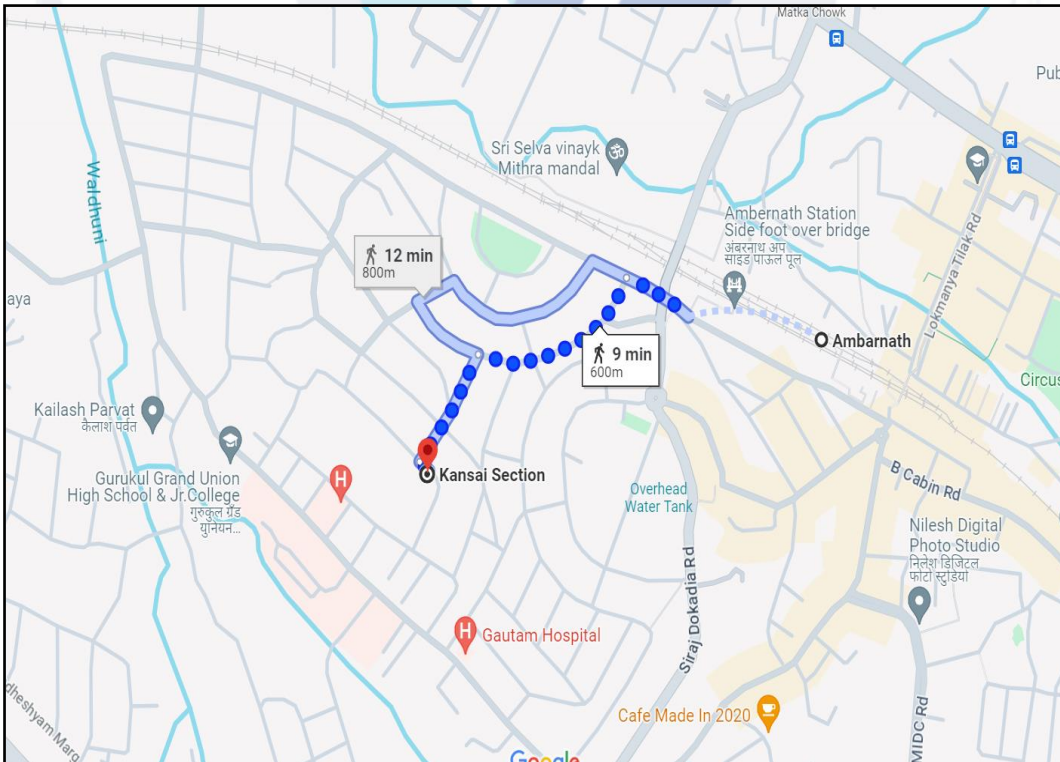 Matka Chowk
Pub
Sri Selva vinayk
Mithra mandal
Waldhuni
Ambernath Station
Side foot over bridge
अंबरनाथ अप
साइड पाऊल पूल
Lokmanya Tilak Rd
12 min
800m
aya
Ambarnath
9 min
600m
Circus
Kailash Parvat
कैलाश पर्वत
Kansai Section
B Cabin Rd
Gurukul Grand Union
High School & Jr.College
गुरुकुल ग्रँड
युनियन...
H
Overhead
Water Tank
Nilesh Digital
Photo Studio
निलेश डिजिटल
फोटो स्टुडियो
H
Gautam Hospital
Siraj Dokadia Rd
dheshyam Marg
Cafe Made In 2020
MIDC Rd
Google